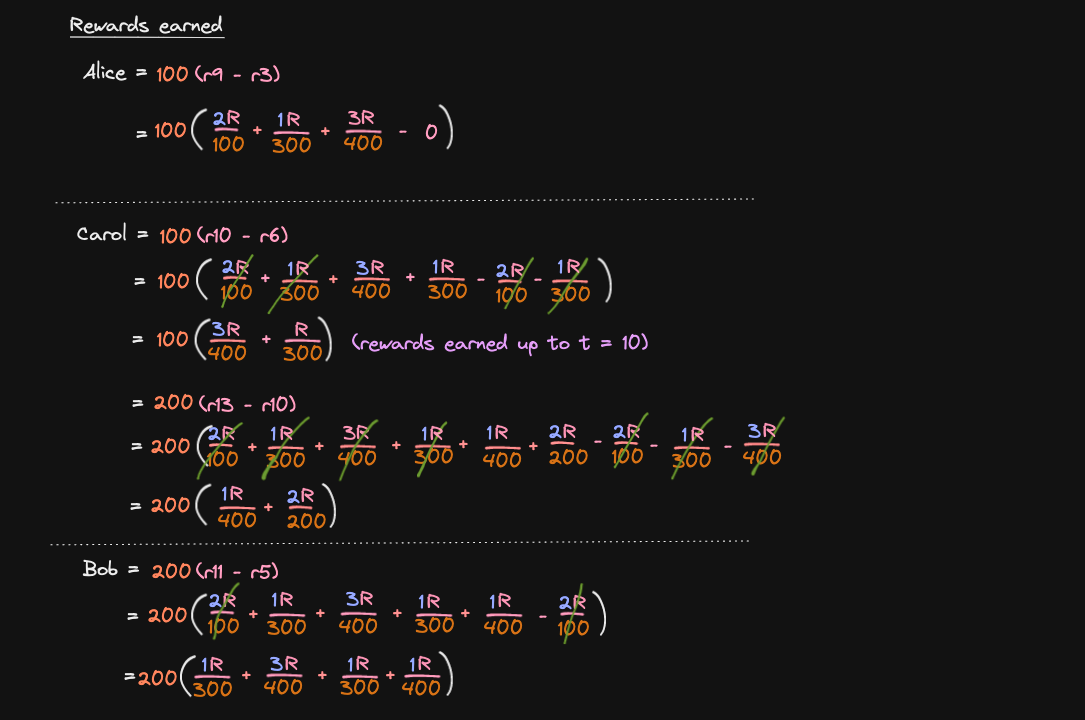 Rewards earned
Alice = 100 (r9 - r3)
= 100 ( 2R/100 + 1R/300 + 3R/400 - 0 )
Carol = 100 (r10 - r6)
= 100 ( 2R/100 + 1R/300 + 3R/400 + 1R/300 - 2R/100 - 1R/300 )
= 100 ( 3R/400 + R/300 ) (rewards earned up to t = 10)
= 200 (r13 - r10)
= 200 ( 2R/100 + 1R/300 + 3R/400 + 1R/300 + 1R/400 + 2R/200 - 2R/100 - 1R/300 - 3R/400
= 200 ( 1R/400 + 2R/200 )
Bob = 200 (r11 - r5)
= 200 ( 2R/100 + 1R/300 + 3R/400 + 1R/300 + 1R/400 - 2R/100 )
= 200 ( 1R/300 + 3R/400 + 1R/300 + 1R/400 )